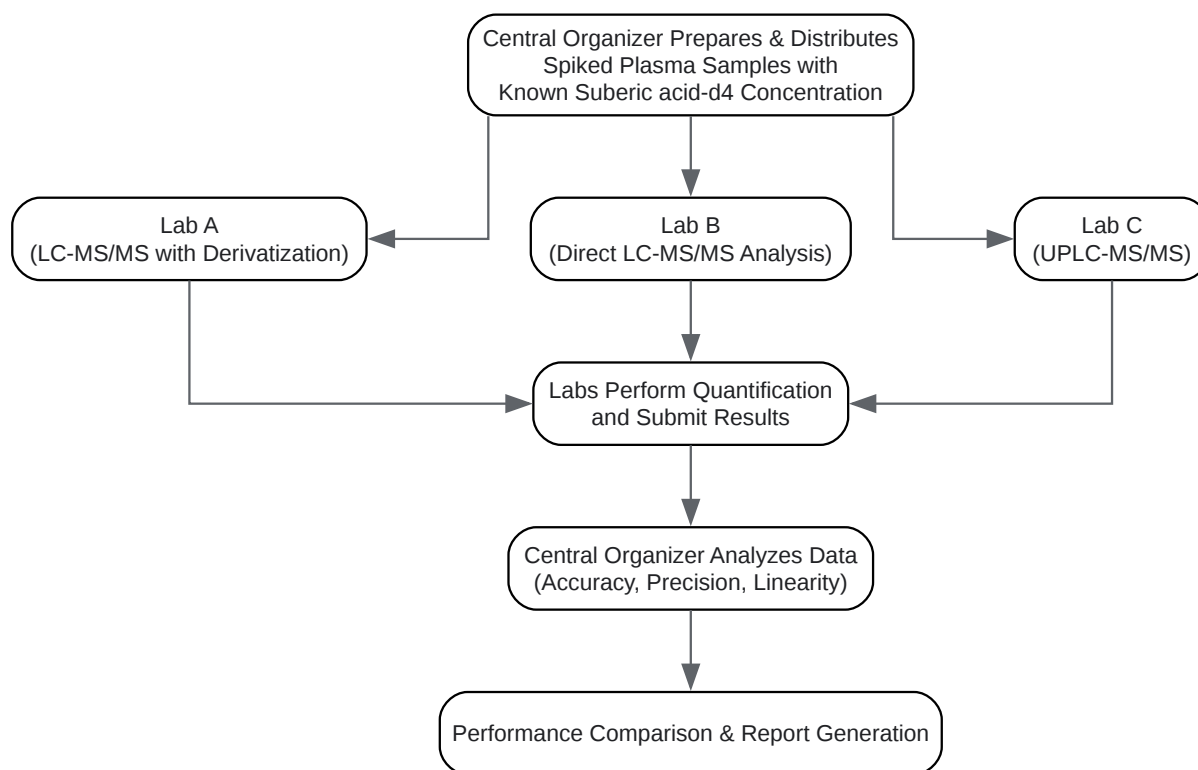 Central Organizer Prepares & Distributes
Spiked Plasma Samples with
Known Suberic acid-d4 Concentration
Lab A
(LC-MS/MS with Derivatization)
Lab B
(Direct LC-MS/MS Analysis)
Lab C
(UPLC-MS/MS)
Labs Perform Quantification
and Submit Results
Central Organizer Analyzes Data
(Accuracy, Precision, Linearity)
Performance Comparison & Report Generation